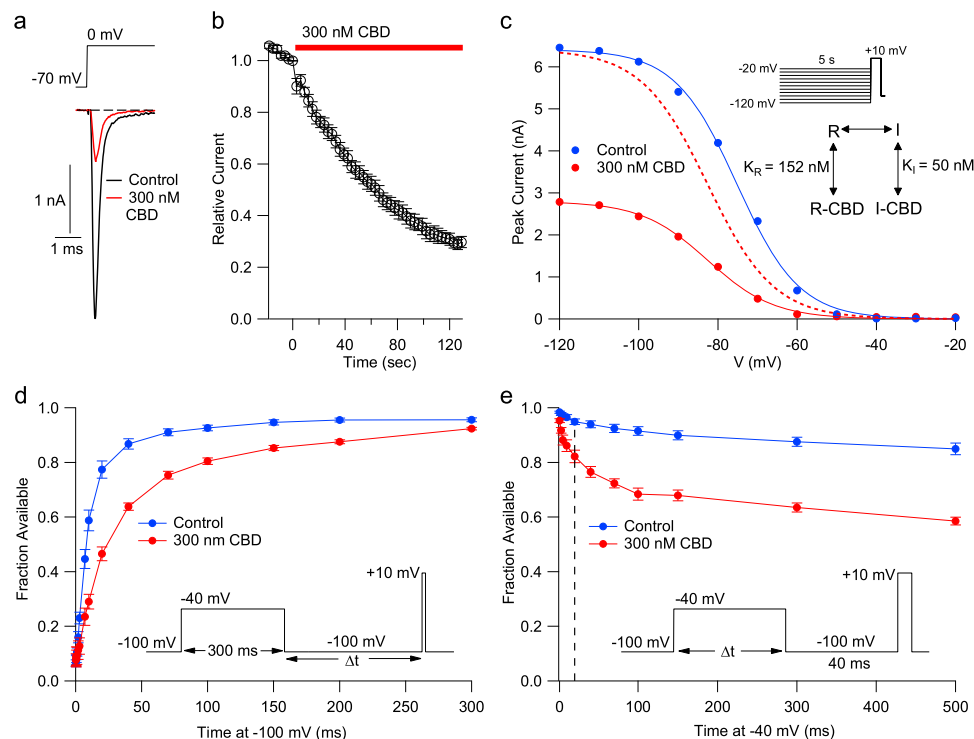 a
0 mV
-70 mV
1 nA
1 ms
Control
300 nM
CBD
b
300 nM CBD
Relative Current
1.0
0.8
0.6
0.4
0.2
0.0
0
40
80
120
Time (sec)
c
Peak Current (nA)
6
5
4
3
2
1
0
Control
300 nM CBD
-120
-100
-80
-60
-40
-20
V (mV)
+10 mV
5 s
-20 mV
-120 mV
R
I
KR = 152 nM
KI = 50 nM
R-CBD
I-CBD
d
Fraction Available
1.0
0.8
0.6
0.4
0.2
0.0
Control
300 nm CBD
+10 mV
-40 mV
-100 mV
300 ms
-100 mV
Δt
0
50
100
150
200
250
300
Time at -100 mV (ms)
e
Fraction Available
1.0
0.8
0.6
0.4
0.2
0.0
Control
300 nM CBD
+10 mV
-40 mV
-100 mV
Δt
-100 mV
40 ms
0
100
200
300
400
500
Time at -40 mV (ms)